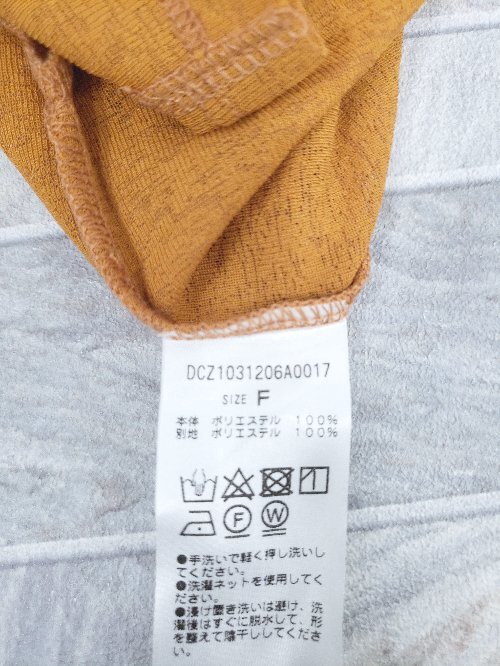 DCZ1031206A0017
SIZE F
本体 ポリエステル 100%
別地 ポリエステル 100%
F W
●手洗いで軽く押し洗いし
てください。
●洗濯ネットを使用してくだ
さい。
●浸け置き洗いは避け、洗
濯後はすぐに脱水して、形
を整えて陰干ししてくださ
い。